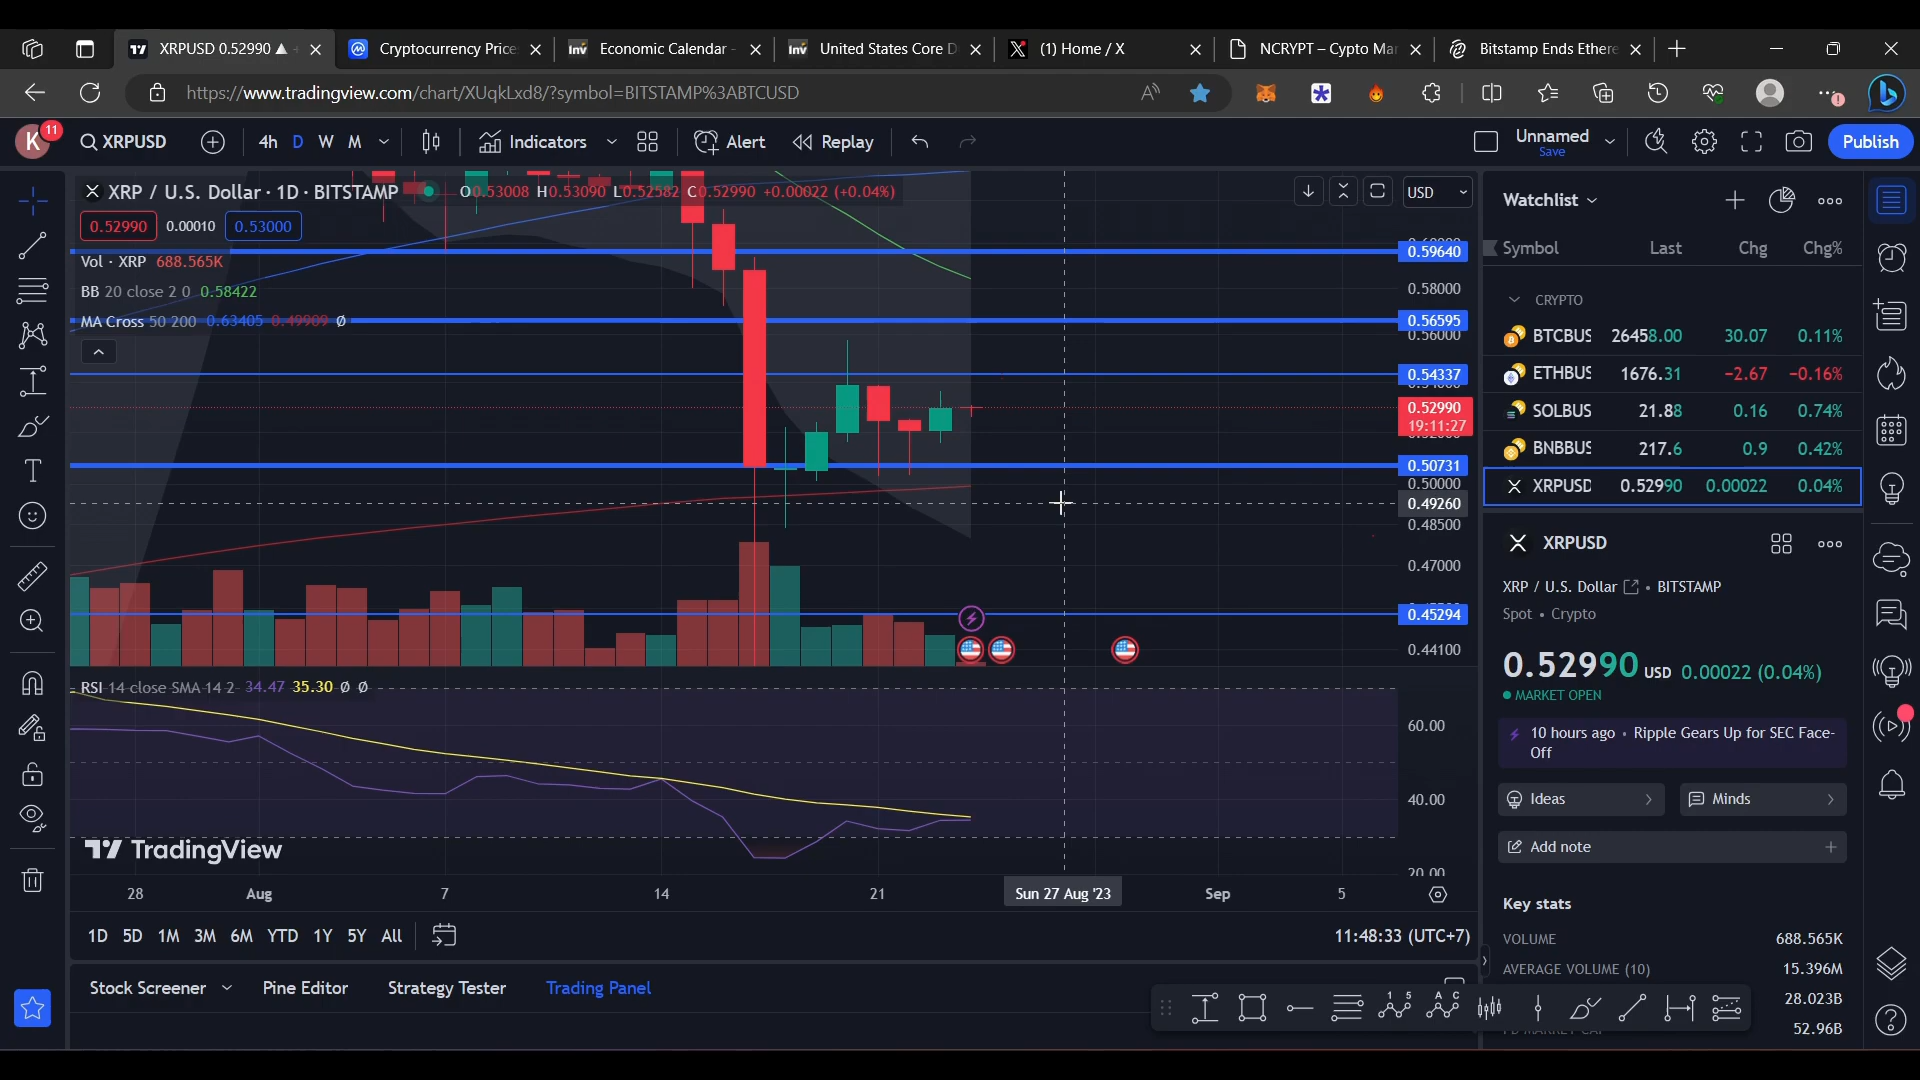 XRPUSD 0.52990 ▲
Cryptocurrency Price
Economic Calendar -
United States Core D
(1) Home / X
NCRYPT – Cypto Mar
Bitstamp Ends Ethere
https://www.tradingview.com/chart/XUqkLxd8/?symbol=BITSTAMP%3ABTCUSD
K
11
XRPUSD
4h D W M
Indicators
Alert
Replay
Unnamed
Save
Publish
XRP / U.S. Dollar · 1D · BITSTAMP
O0.53008 H0.53090 L0.52582 C0.52990 +0.00022 (+0.04%)
0.52990 0.00010 0.53000
Vol · XRP 688.565K
BB 20 close 2 0 0.58422
MA Cross 50 200 0.63405 0.49909 Ø
USD
0.59640
0.58000
0.56595
0.56000
0.54337
0.52990
19:11:27
0.50731
0.50000
0.49260
0.48500
0.47000
0.45294
0.44100
RSI 14 close SMA 14 2 34.47 35.30 Ø Ø
60.00
40.00
20.00
TradingView
28 Aug 7 14 21 Sun 27 Aug '23 Sep 5
1D 5D 1M 3M 6M YTD 1Y 5Y All
11:48:33 (UTC+7)
Stock Screener
Pine Editor
Strategy Tester
Trading Panel
Watchlist
Symbol Last Chg Chg%
CRYPTO
BTCBUS 26458.00 30.07 0.11%
ETHBUS 1676.31 −2.67 −0.16%
SOLBUS 21.88 0.16 0.74%
BNBBUS 217.6 0.9 0.42%
XRPUSD 0.52990 0.00022 0.04%
XRPUSD
XRP / U.S. Dollar • BITSTAMP
Spot • Crypto
0.52990 USD 0.00022 (0.04%)
MARKET OPEN
10 hours ago • Ripple Gears Up for SEC Face-
Off
Ideas
Minds
Add note
Key stats
VOLUME 688.565K
AVERAGE VOLUME (10) 15.396M
28.023B
52.96B